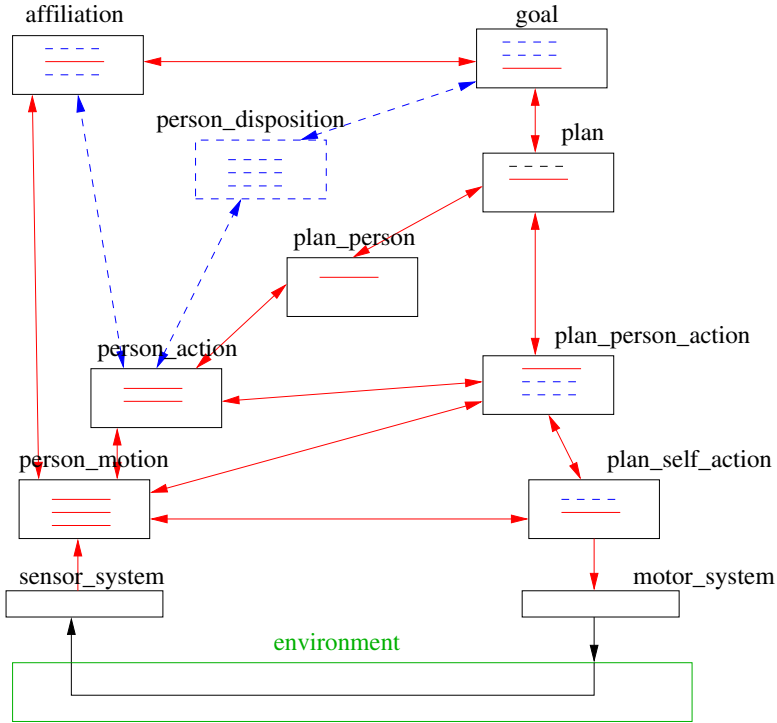 affiliation
goal
person_disposition
plan
plan_person
plan_person_action
person_action
person_motion
plan_self_action
sensor_system
motor_system
environment